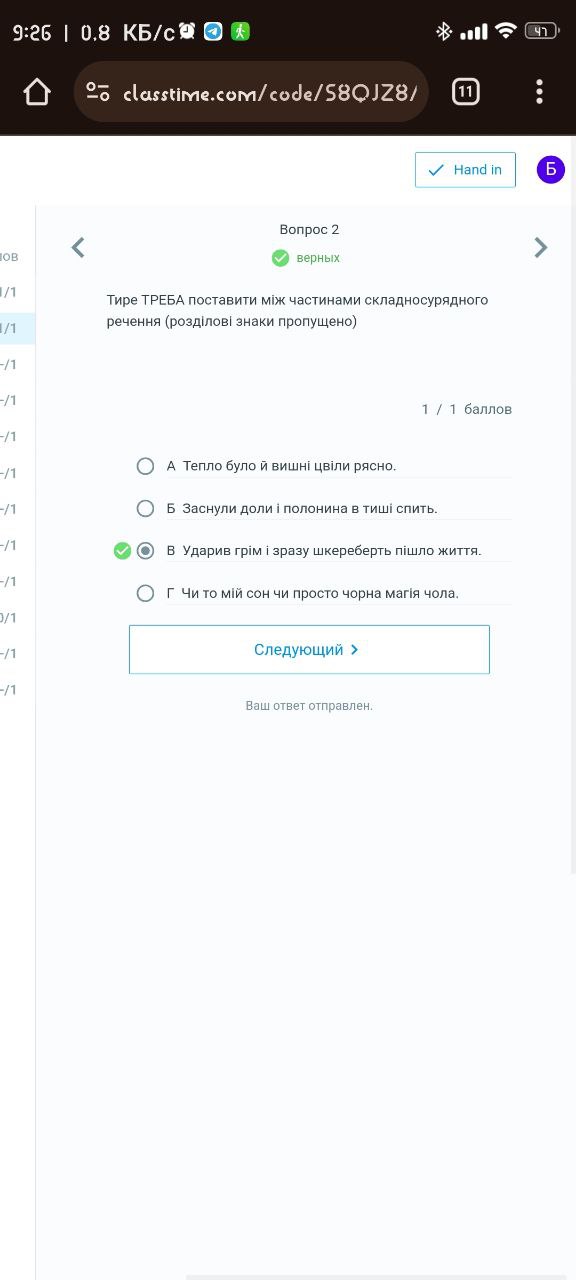 9:26 | 0.8 КБ/с
47
classtime.com/code/S8QJZ8/
11
Hand in
Б
Вопрос 2
верных
лов
1/1
1/1
-/1
-/1
-/1
-/1
-/1
-/1
-/1
0/1
-/1
-/1
Тире ТРЕБА поставити між частинами складносурядного
речення (розділові знаки пропущено)
1 / 1 баллов
А Тепло було й вишні цвіли рясно.
Б Заснули доли і полонина в тиші спить.
В Ударив грім і зразу шкереберть пішло життя.
Г Чи то мій сон чи просто чорна магія чола.
Следующий
Ваш ответ отправлен.